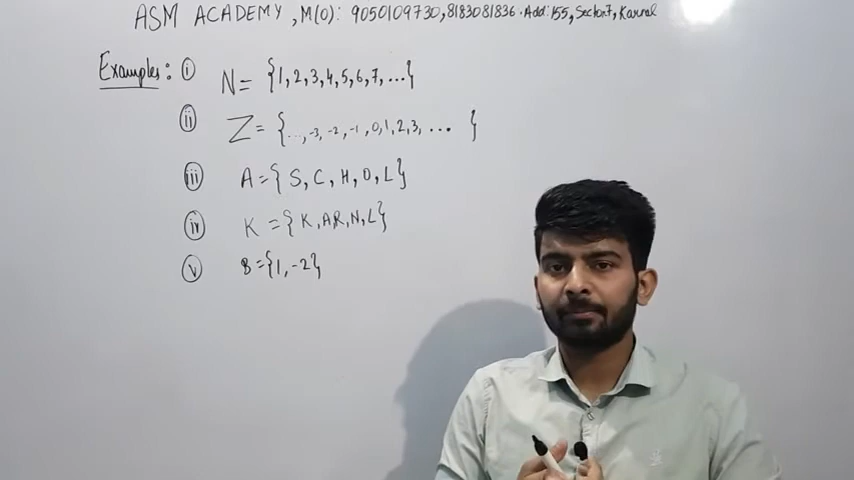 ASM ACADEMY, M(O): 9050109730, 8183081836. Add: 155, Sector 7, Karnal
Examples: (i) N = {1, 2, 3, 4, 5, 6, 7, ...}
(ii) Z = {..., -3, -2, -1, 0, 1, 2, 3, ... }
(iii) A = { S, C, H, O, L}
(iv) K = {K, A, R, N, L}
(v) B = {1, -2}